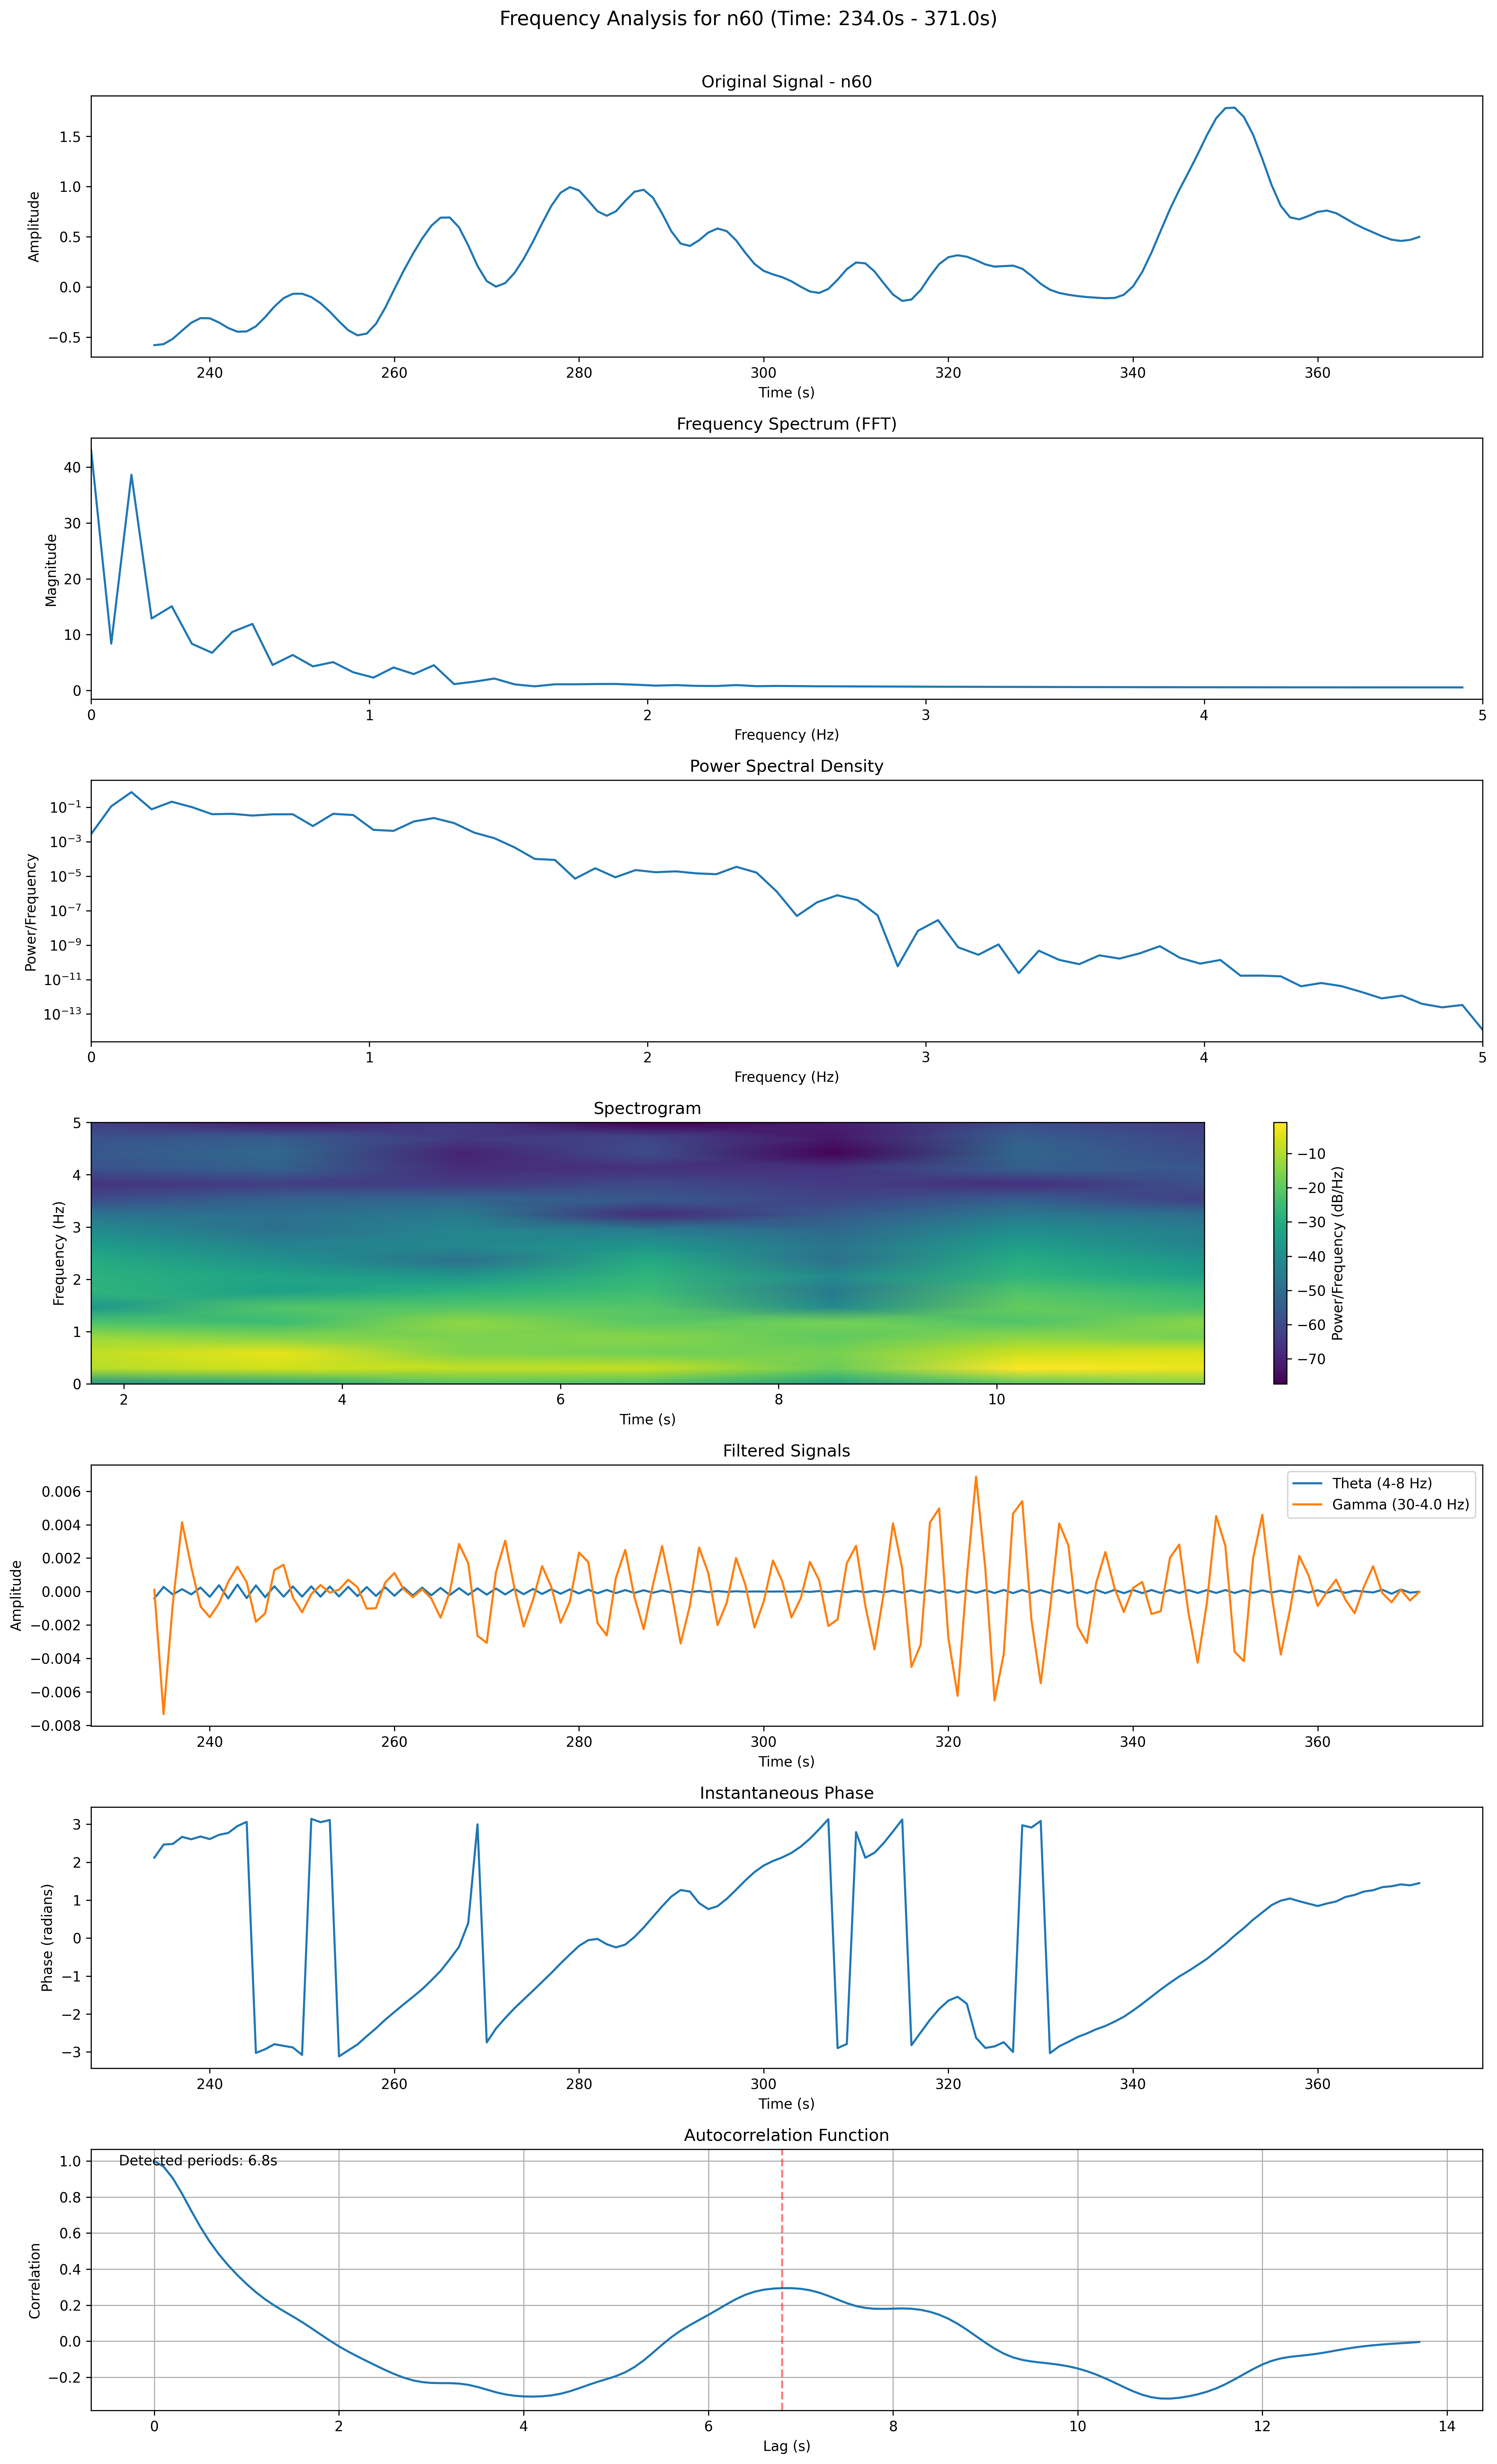 Frequency Analysis for n60 (Time: 234.0s - 371.0s)
Original Signal - n60
Amplitude
1.5
1.0
0.5
0.0
−0.5
240 260 280 300 320 340 360
Time (s)
Frequency Spectrum (FFT)
Magnitude
40
30
20
10
0
0 1 2 3 4 5
Frequency (Hz)
Power Spectral Density
Power/Frequency
10⁻¹
10⁻³
10⁻⁵
10⁻⁷
10⁻⁹
10⁻¹¹
10⁻¹³
0 1 2 3 4 5
Frequency (Hz)
Spectrogram
Frequency (Hz)
5
4
3
2
1
0
2 4 6 8 10
Time (s)
−10
−20
−30
−40
−50
−60
−70
Power/Frequency (dB/Hz)
Filtered Signals
Amplitude
0.006
0.004
0.002
0.000
−0.002
−0.004
−0.006
−0.008
Theta (4-8 Hz)
Gamma (30-4.0 Hz)
240 260 280 300 320 340 360
Time (s)
Instantaneous Phase
Phase (radians)
3
2
1
0
−1
−2
−3
240 260 280 300 320 340 360
Time (s)
Autocorrelation Function
Detected periods: 6.8s
Correlation
1.0
0.8
0.6
0.4
0.2
0.0
−0.2
0 2 4 6 8 10 12 14
Lag (s)